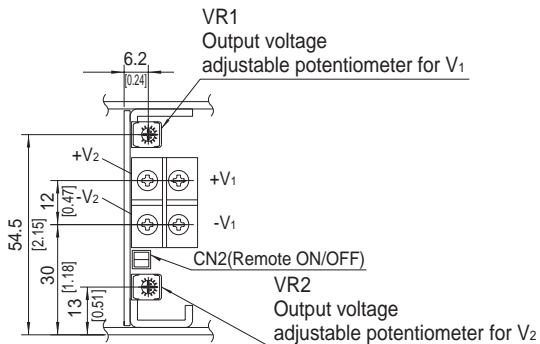 VR1
Output voltage
adjustable potentiometer for V1
6.2
[0.24]
+V2
+V1
-V2
-V1
12
[0.47]
54.5
[2.15]
30
[1.18]
13
[0.51]
CN2(Remote ON/OFF)
VR2
Output voltage
adjustable potentiometer for V2